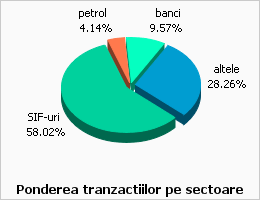 petrol
4.14%
banci
9.57%
altele
28.26%
SIF-uri
58.02%
Ponderea tranzactiilor pe sectoare